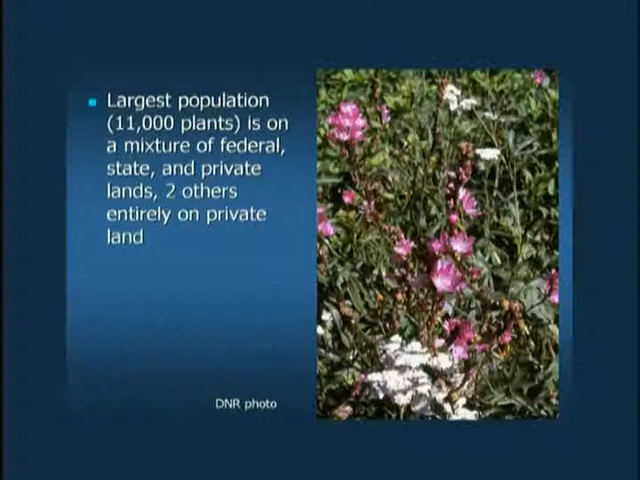 Largest population
(11,000 plants) is on
a mixture of federal,
state, and private
lands, 2 others
entirely on private
land
DNR photo